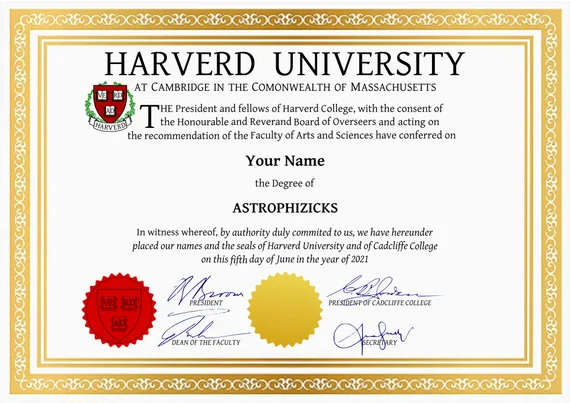 HARVERD UNIVERSITY
AT CAMBRIDGE IN THE COMONWEALTH OF MASSACHUSETTS
VE RD
AS
HARVERD
THE President and fellows of Harverd College, with the consent of
the Honourable and Reverand Board of Overseers and acting on
the recommendation of the Faculty of Arts and Sciences have conferred on
Your Name
the Degree of
ASTROPHIZICKS
In witness whereof, by authority duly commited to us, we have hereunder
placed our names and the seals of Harverd University and of Cadcliffe College
on this fifth day of June in the year of 2021
PRESIDENT
PRESIDENT OF CADCLIFFE COLLEGE
DEAN OF THE FACULTY
SECRETARY